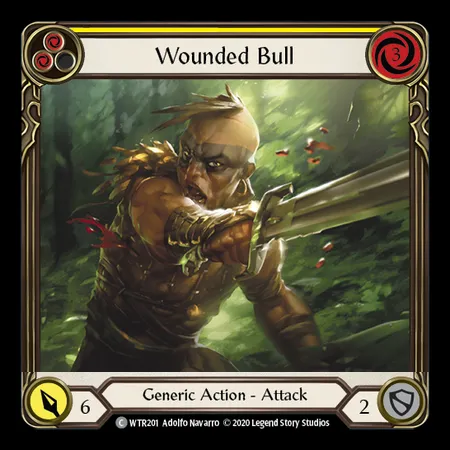 Wounded Bull
3
Generic Action - Attack
6
2
C WTR201 Adolfo Navarro © 2020 Legend Story Studios